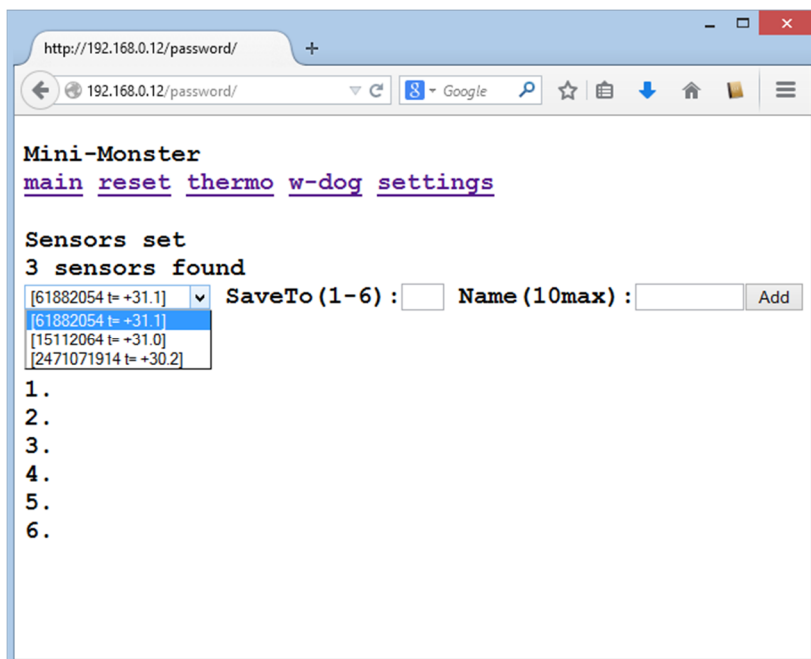 http://192.168.0.12/password/
192.168.0.12/password/
Google
Mini-Monster
main reset thermo w-dog settings
Sensors set
3 sensors found
[61882054 t= +31.1] SaveTo(1-6): Name(10max): Add
[61882054 t= +31.1]
[15112064 t= +31.0]
[2471071914 t= +30.2]
1.
2.
3.
4.
5.
6.